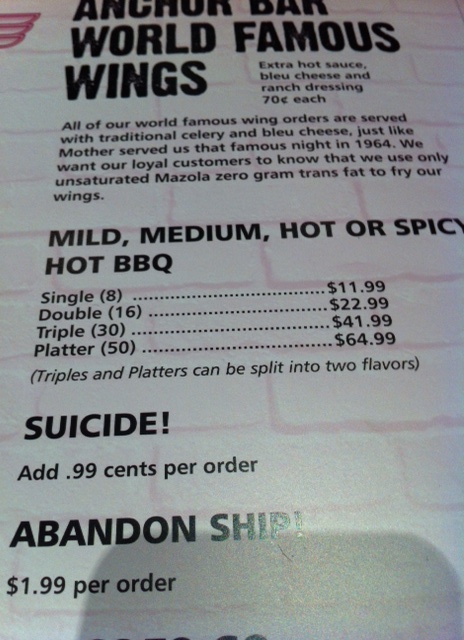 ANCHOR BAR
WORLD FAMOUS
WINGS
Extra hot sauce,
bleu cheese and
ranch dressing
70¢ each
All of our world famous wing orders are served
with traditional celery and bleu cheese, just like
Mother served us that famous night in 1964. We
want our loyal customers to know that we use only
unsaturated Mazola zero gram trans fat to fry our
wings.
MILD, MEDIUM, HOT OR SPICY
HOT BBQ
Single (8) ..............................$11.99
Double (16) ............................$22.99
Triple (30) ..............................$41.99
Platter (50) .............................$64.99
(Triples and Platters can be split into two flavors)
SUICIDE!
Add .99 cents per order
ABANDON SHIP!
$1.99 per order